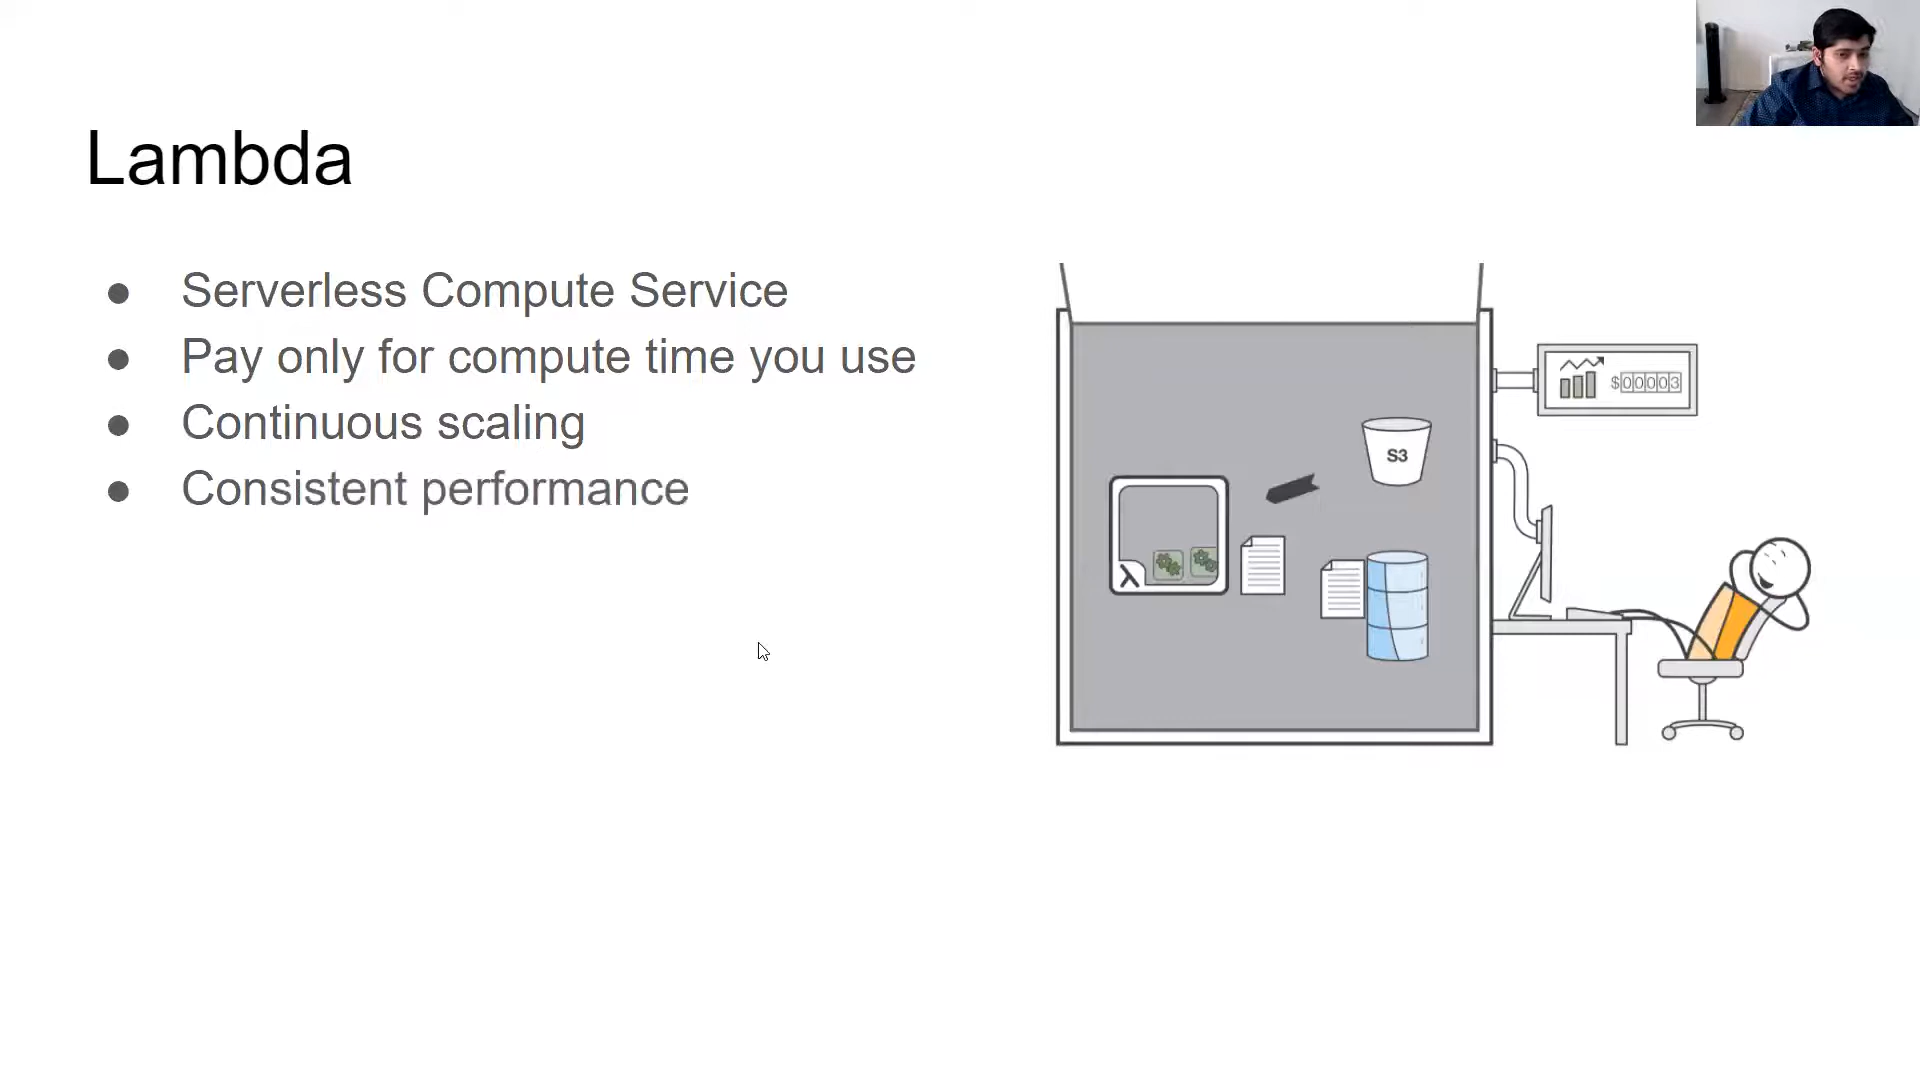 Lambda
● Serverless Compute Service
● Pay only for compute time you use
● Continuous scaling
● Consistent performance
$00003
S3
λ